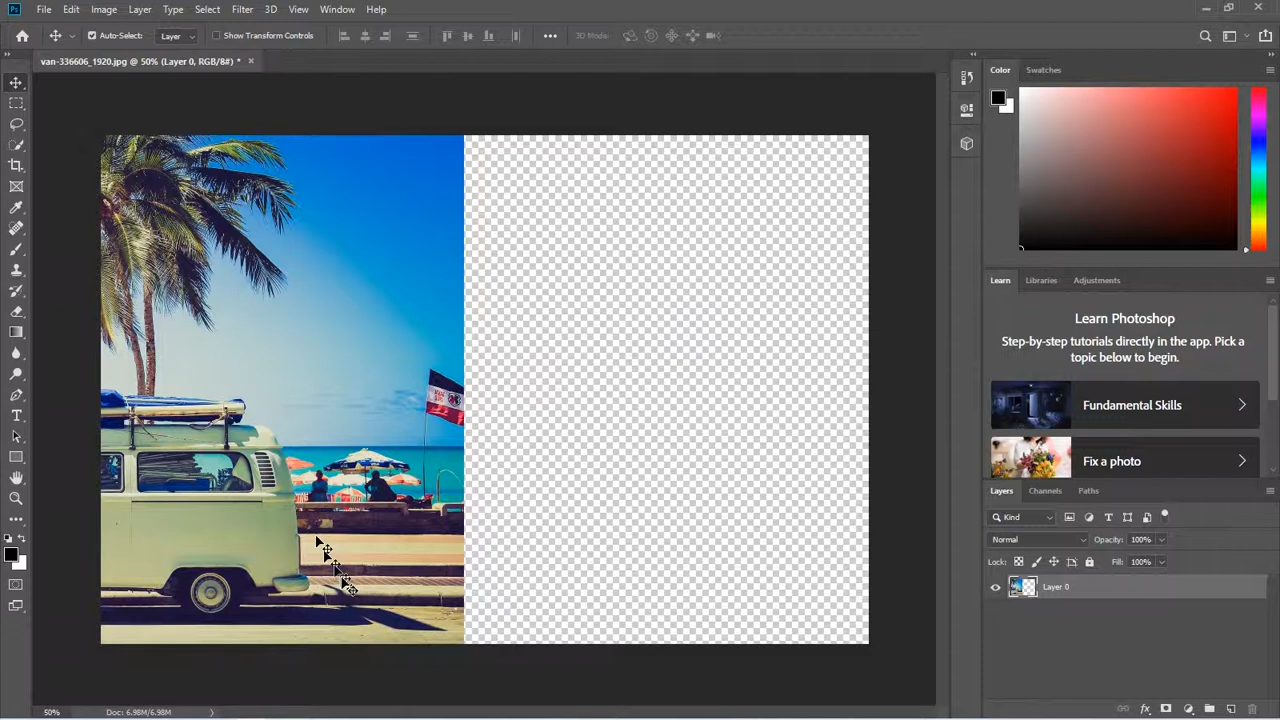 Ps File Edit Image Layer Type Select Filter 3D View Window Help
Auto-Select: Layer Show Transform Controls 3D Mode:
van-336606_1920.jpg @ 50% (Layer 0, RGB/8#) *
Color Swatches
Learn Libraries Adjustments
Learn Photoshop
Step-by-step tutorials directly in the app. Pick a
topic below to begin.
Fundamental Skills
Fix a photo
Layers Channels Paths
Kind
Normal Opacity: 100%
Lock: Fill: 100%
Layer 0
50% Doc: 6.98M/6.98M